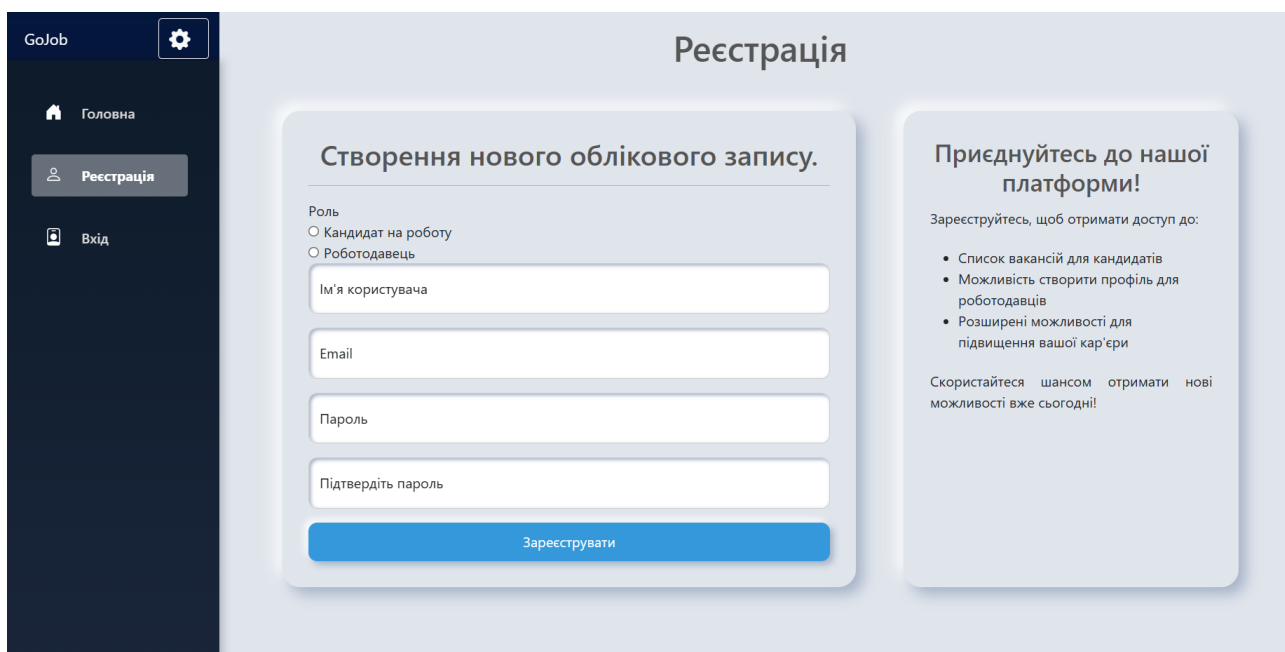 GoJob
Головна
Реєстрація
Вхід
Реєстрація
Створення нового облікового запису.
Роль
Кандидат на роботу
Роботодавець
Ім'я користувача
Email
Пароль
Підтвердіть пароль
Зареєструвати
Приєднуйтесь до нашої
платформи!
Зареєструйтесь, щоб отримати доступ до:
Список вакансій для кандидатів
Можливість створити профіль для
роботодавців
Розширені можливості для
підвищення вашої кар'єри
Скористайтеся шансом отримати нові
можливості вже сьогодні!